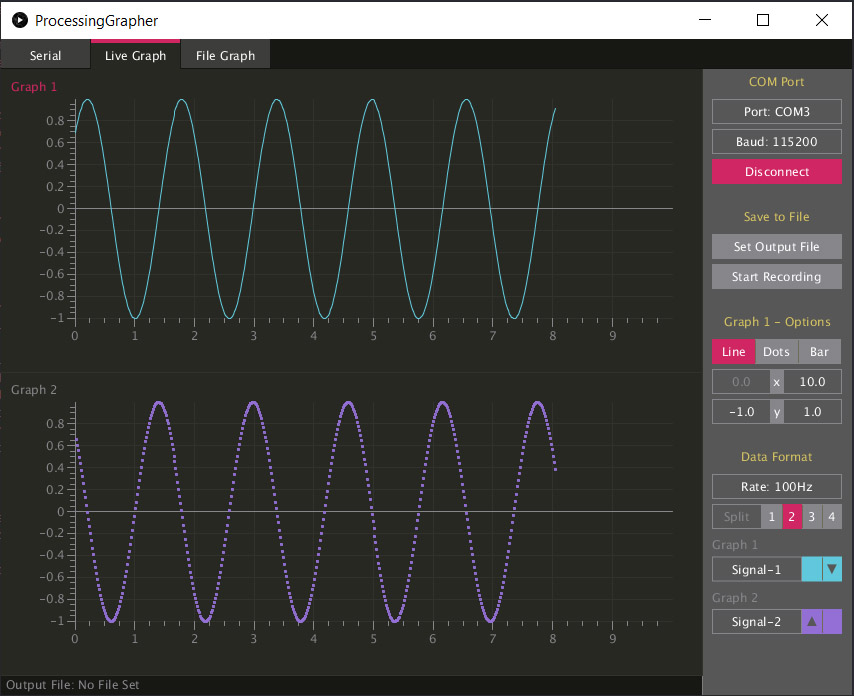 ProcessingGrapher
Serial
Live Graph
File Graph
Graph 1
0.8
0.6
0.4
0.2
0
−0.2
−0.4
−0.6
−0.8
−1
0 1 2 3 4 5 6 7 8 9
Graph 2
0.8
0.6
0.4
0.2
0
−0.2
−0.4
−0.6
−0.8
−1
0 1 2 3 4 5 6 7 8 9
Output File: No File Set
COM Port
Port: COM3
Baud: 115200
Disconnect
Save to File
Set Output File
Start Recording
Graph 1 − Options
Line Dots Bar
0.0 x 10.0
−1.0 y 1.0
Data Format
Rate: 100Hz
Split 1 2 3 4
Graph 1
Signal−1 ▼
Graph 2
Signal−2 ▲